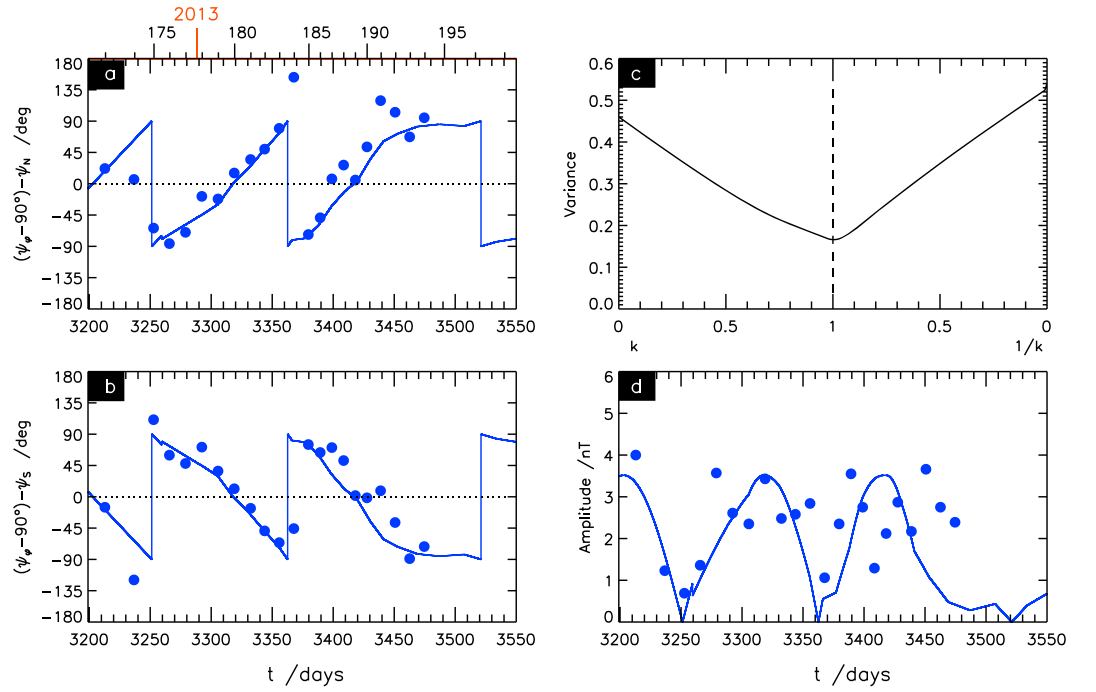 2013
175 180 185 190 195
a
180
135
90
45
0
−45
−90
−135
−180
(ψφ−90°)−ψN /deg
3200 3250 3300 3350 3400 3450 3500 3550
c
0.6
0.5
0.4
0.3
0.2
0.1
0.0
Variance
0 0.5 1 0.5 0
k 1/k
b
180
135
90
45
0
−45
−90
−135
−180
(ψφ−90°)−ψS /deg
3200 3250 3300 3350 3400 3450 3500 3550
t /days
d
6
5
4
3
2
1
0
Amplitude /nT
3200 3250 3300 3350 3400 3450 3500 3550
t /days